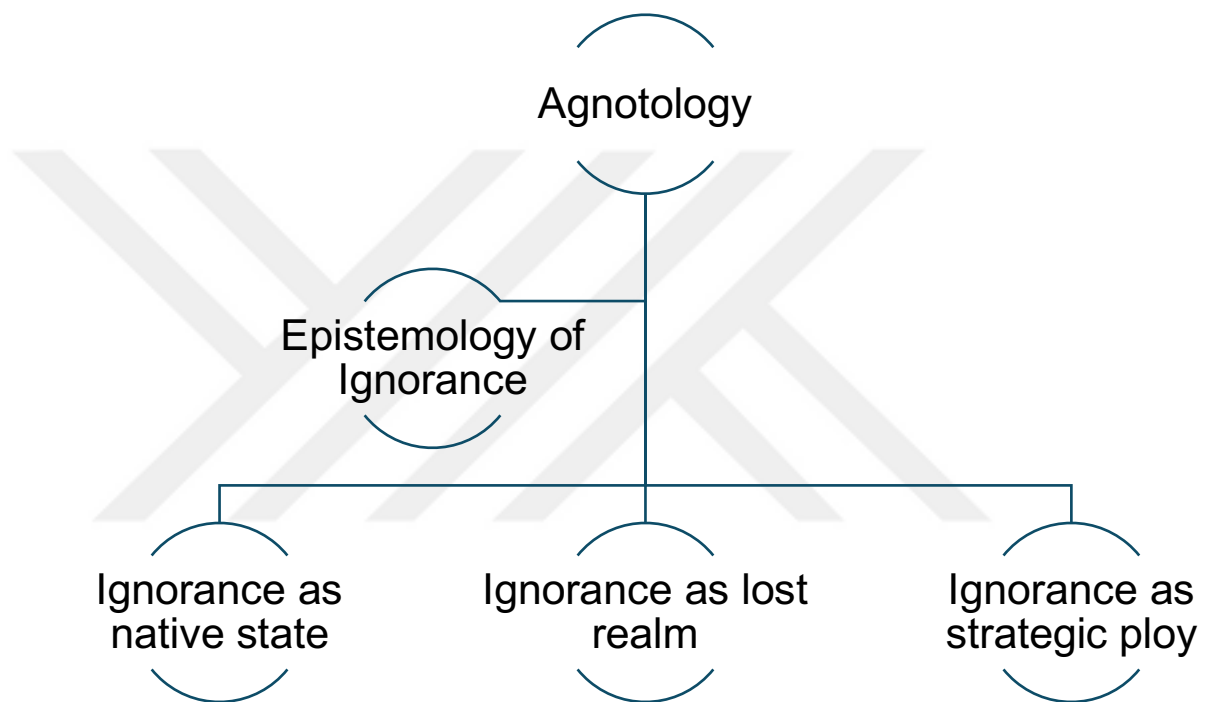 Agnotology
Epistemology of
Ignorance
Ignorance as
native state
Ignorance as lost
realm
Ignorance as
strategic ploy